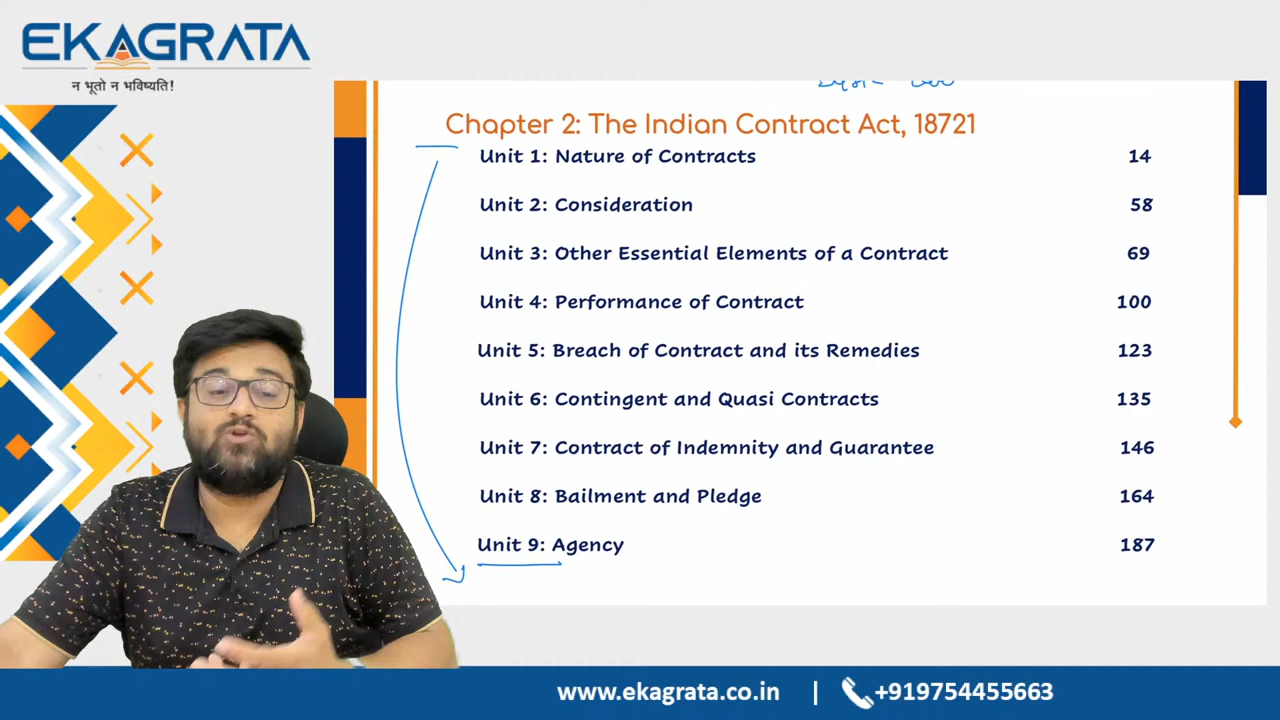 EKAGRATA
न भूतो न भविष्यति!
Chapter 2: The Indian Contract Act, 18721
Unit 1: Nature of Contracts 14
Unit 2: Consideration 58
Unit 3: Other Essential Elements of a Contract 69
Unit 4: Performance of Contract 100
Unit 5: Breach of Contract and its Remedies 123
Unit 6: Contingent and Quasi Contracts 135
Unit 7: Contract of Indemnity and Guarantee 146
Unit 8: Bailment and Pledge 164
Unit 9: Agency 187
www.ekagrata.co.in | +919754455663